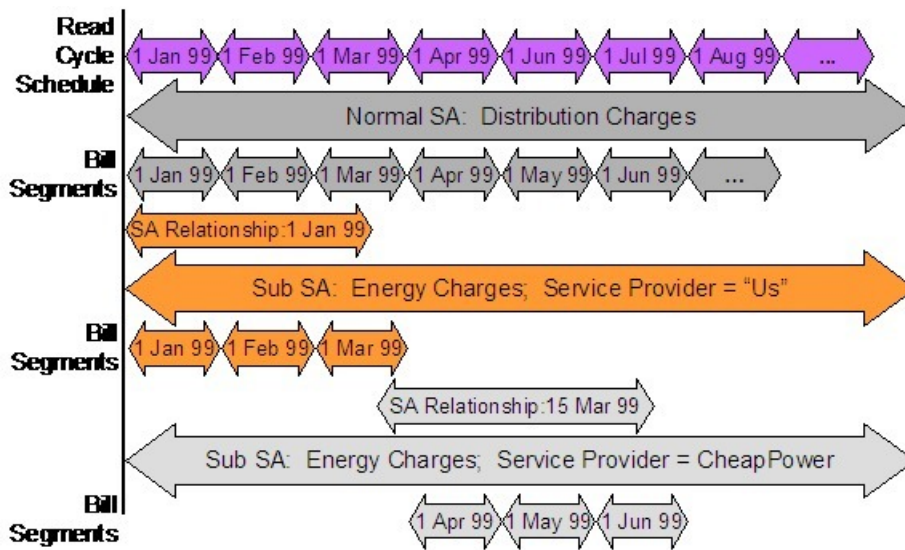 Read
Cycle
Schedule
1 Jan 99 1 Feb 99 1 Mar 99 1 Apr 99 1 Jun 99 1 Jul 99 1 Aug 99 ...
Normal SA: Distribution Charges
Bill
Segments
1 Jan 99 1 Feb 99 1 Mar 99 1 Apr 99 1 May 99 1 Jun 99 ...
SA Relationship:1 Jan 99
Sub SA: Energy Charges; Service Provider = “Us”
Bill
Segments
1 Jan 99 1 Feb 99 1 Mar 99
SA Relationship:15 Mar 99
Sub SA: Energy Charges; Service Provider = CheapPower
Bill
Segments
1 Apr 99 1 May 99 1 Jun 99